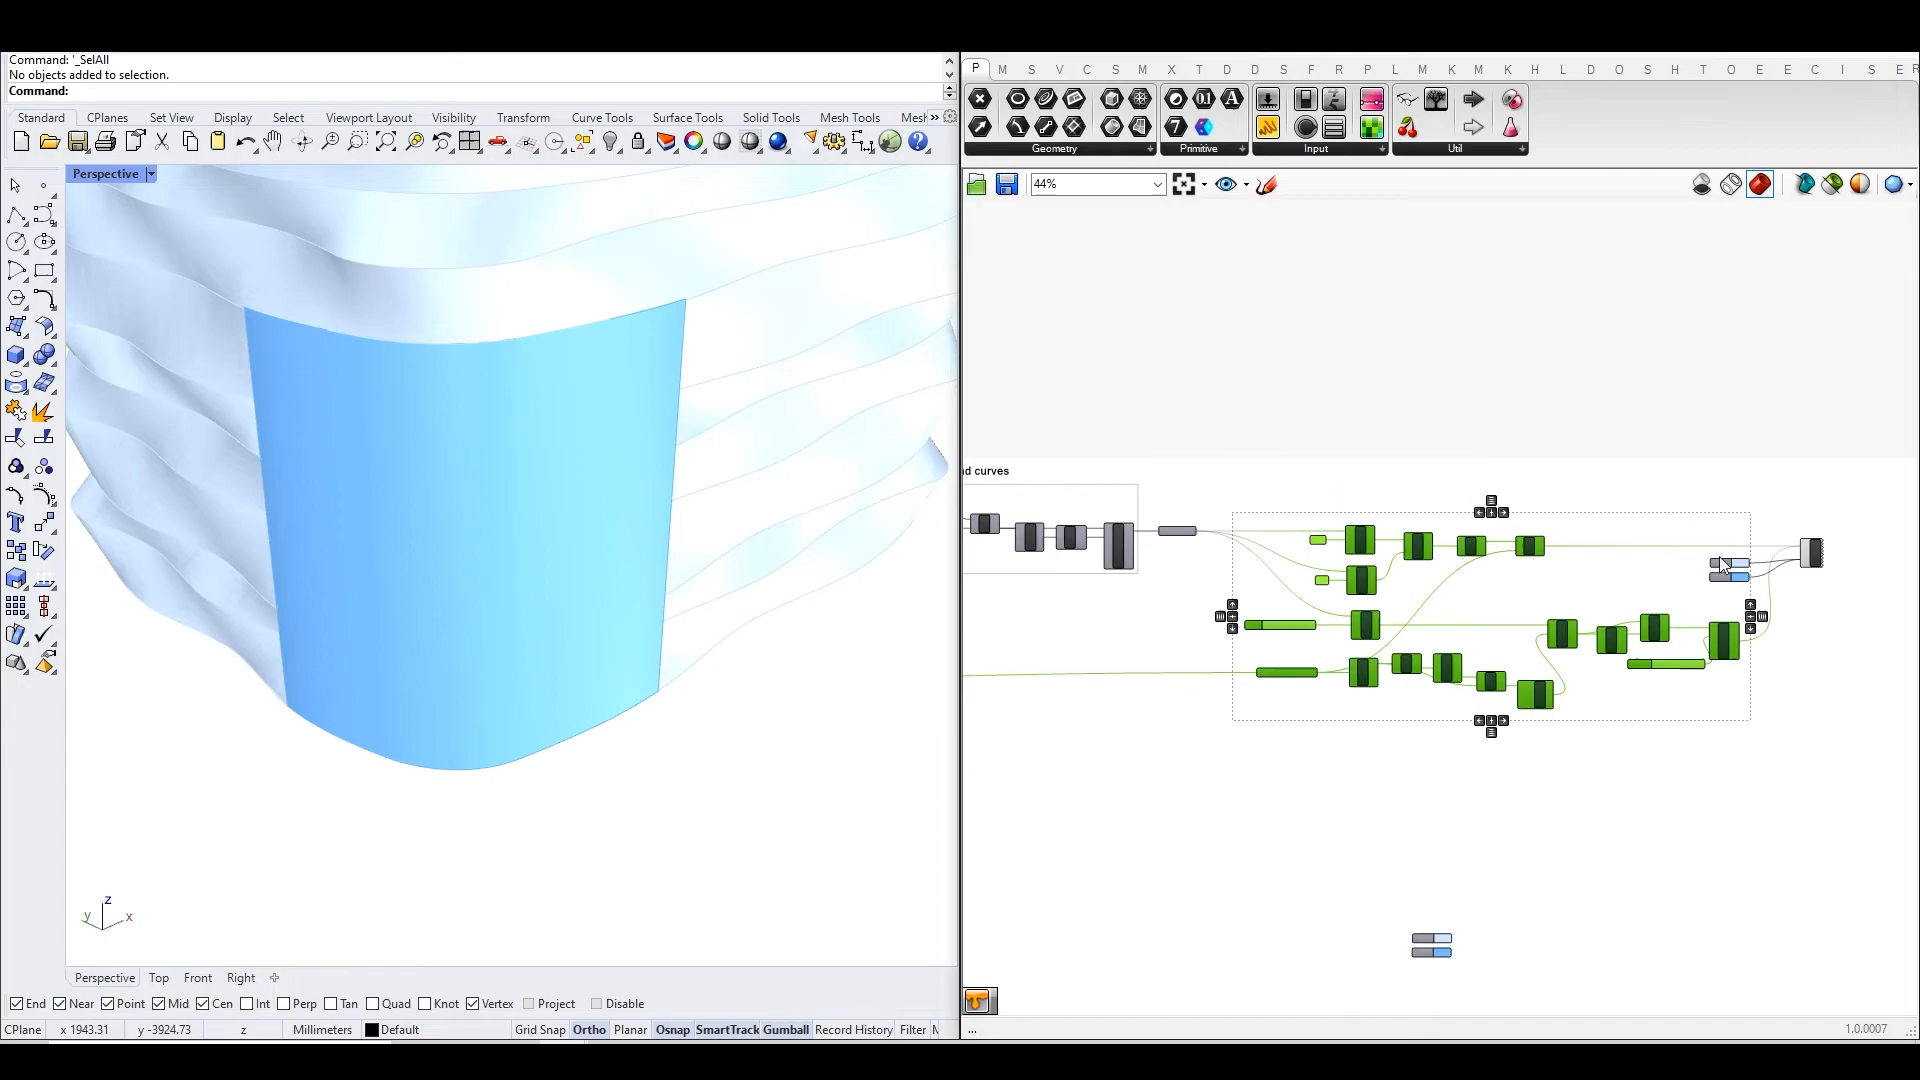 Command: '_SelAll
No objects added to selection.
Command:
Standard CPlanes Set View Display Select Viewport Layout Visibility Transform Curve Tools Surface Tools Solid Tools Mesh Tools Mesh »
Perspective
z
y x
Perspective Top Front Right
End Near Point Mid Cen Int Perp Tan Quad Knot Vertex Project Disable
CPlane x 1943.31 y -3924.73 z Millimeters Default Grid Snap Ortho Planar Osnap SmartTrack Gumball Record History Filter M
P M S V C S M X T D D S F R P L M K M K H L D O S H T O E E C I S E R
Geometry Primitive Input Util
44%
nd curves
... 1.0.0007